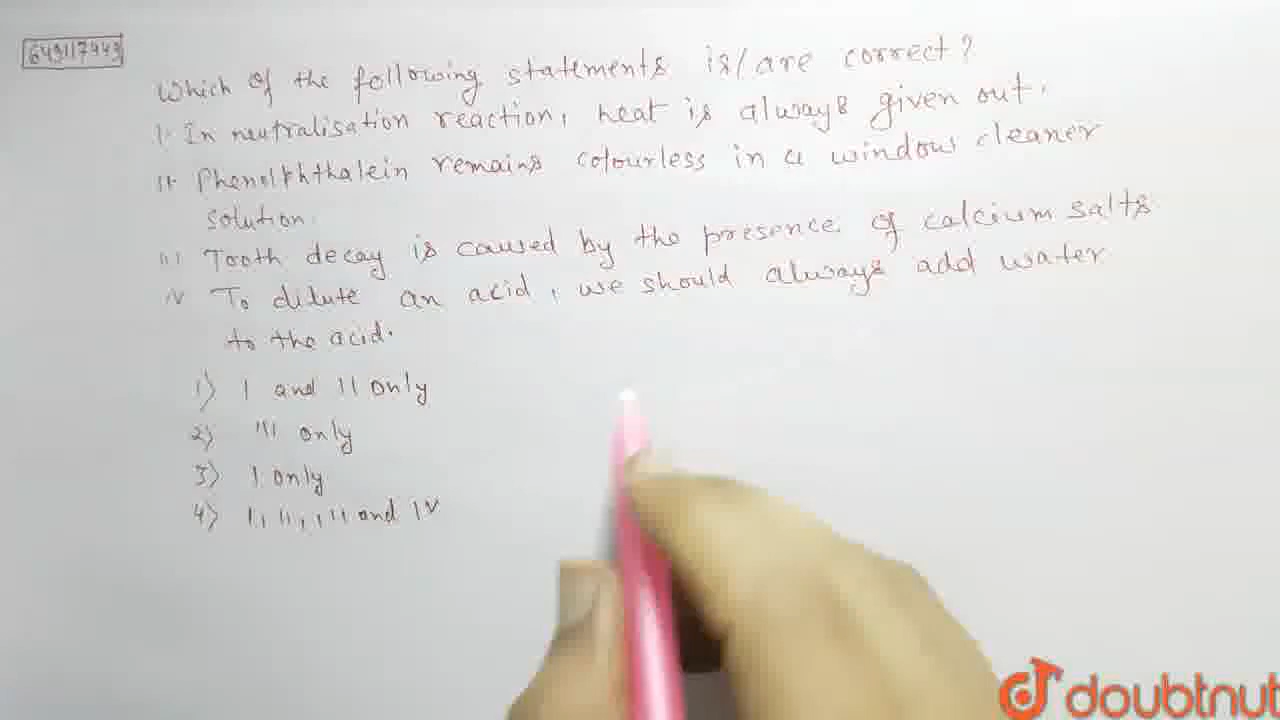 649117443
Which of the following statements is/are correct?
I. In neutralisation reaction, heat is always given out.
II Phenolphthalein remains colourless in a window cleaner
solution.
III Tooth decay is caused by the presence of calcium salts
IV To dilute an acid, we should always add water
to the acid.
1) I and II only
2) III only
3) I only
4) I, II, III and IV
doubtnut